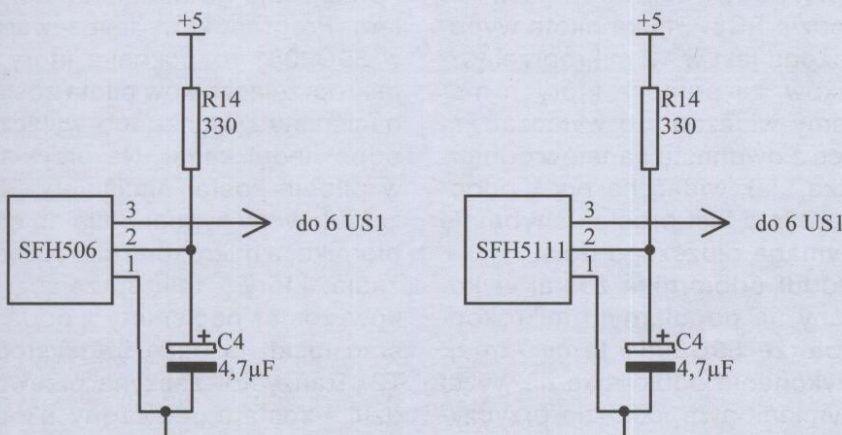 +5
R14
330
3
2
1
SFH506
do 6 US1
+
C4
4,7µF
+5
R14
330
3
2
1
SFH5111
do 6 US1
+
C4
4,7µF